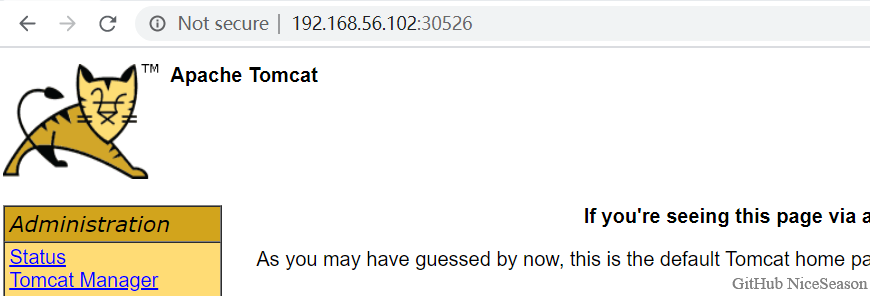 Not secure | 192.168.56.102:30526
TM Apache Tomcat
Administration
If you're seeing this page via a
Status
As you may have guessed by now, this is the default Tomcat home pa
Tomcat Manager
GitHub NiceSeason